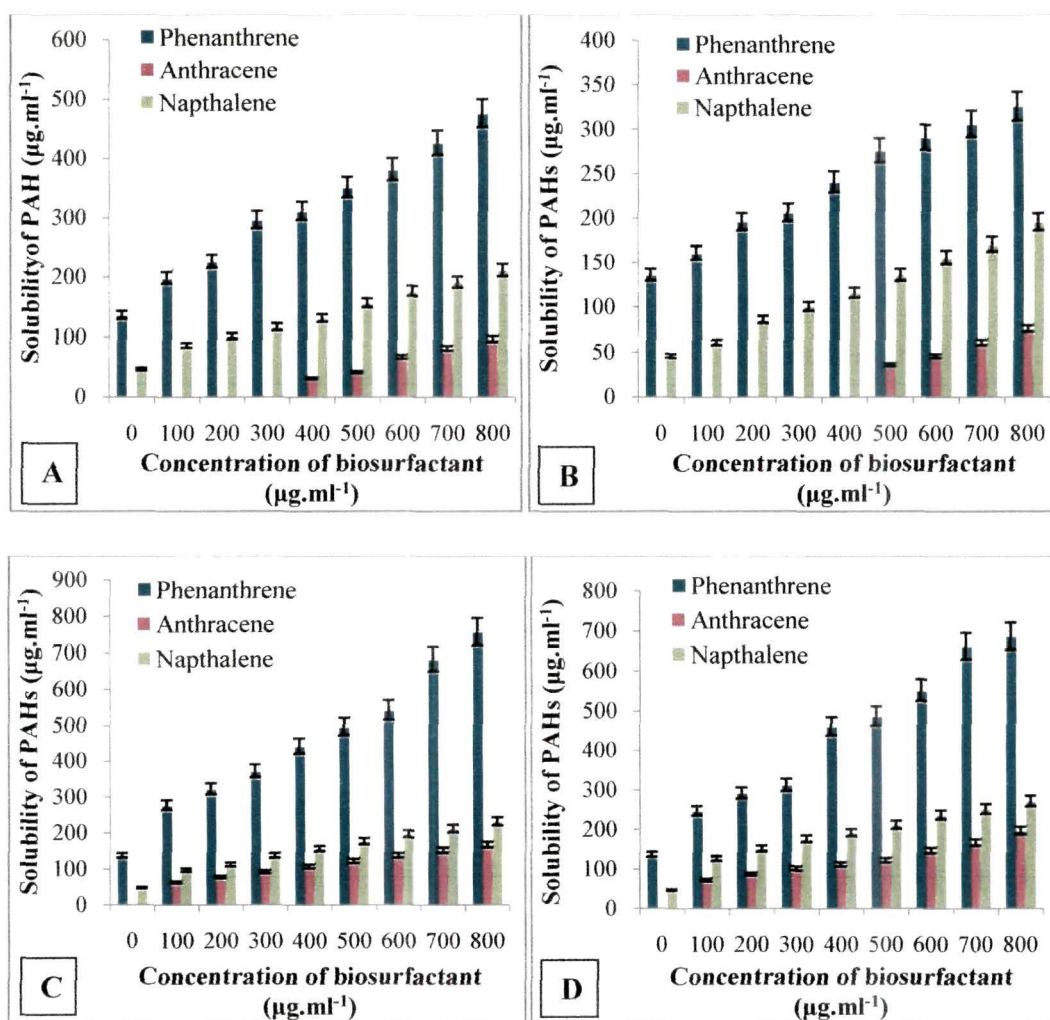 600
500
400
300
200
100
0
Solubilityof PAH (µg.ml-1)
Phenanthrene
Anthracene
Napthalene
0 100 200 300 400 500 600 700 800
Concentration of biosurfactant
(µg.ml-1)
A
400
350
300
250
200
150
100
50
0
Solubility of PAHs (µg.ml-1)
Phenanthrene
Anthracene
Napthalene
0 100 200 300 400 500 600 700 800
Concentration of biosurfactant
(µg.ml-1)
B
900
800
700
600
500
400
300
200
100
0
Solubility of PAHs (µg.ml-1)
Phenanthrene
Anthracene
Napthalene
0 100 200 300 400 500 600 700 800
Concentration of biosurfactant
(µg.ml-1)
C
800
700
600
500
400
300
200
100
0
Solubility of PAHs (µg.ml-1)
Phenanthrene
Anthracene
Napthalene
0 100 200 300 400 500 600 700 800
Concentration of biosurfactant
(µg.ml-1)
D